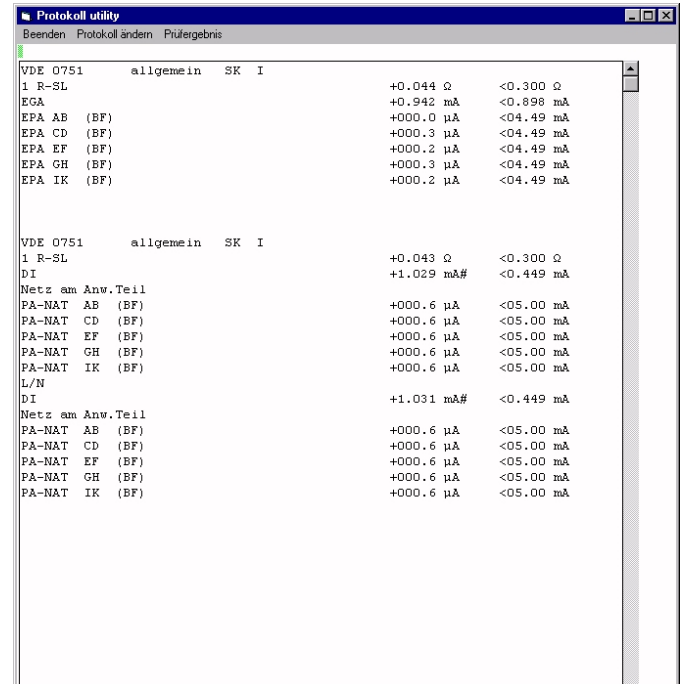 Protokoll utility
Beenden Protokoll ändern Prüfergebnis
VDE 0751 allgemein SK I
1 R-SL +0.044 Ω <0.300 Ω
EGA +0.942 mA <0.898 mA
EPA AB (BF) +000.0 µA <04.49 mA
EPA CD (BF) +000.3 µA <04.49 mA
EPA EF (BF) +000.2 µA <04.49 mA
EPA GH (BF) +000.3 µA <04.49 mA
EPA IK (BF) +000.2 µA <04.49 mA
VDE 0751 allgemein SK I
1 R-SL +0.043 Ω <0.300 Ω
DI +1.029 mA# <0.449 mA
Netz am Anw.Teil
PA-NAT AB (BF) +000.6 µA <05.00 mA
PA-NAT CD (BF) +000.6 µA <05.00 mA
PA-NAT EF (BF) +000.6 µA <05.00 mA
PA-NAT GH (BF) +000.6 µA <05.00 mA
PA-NAT IK (BF) +000.6 µA <05.00 mA
L/N
DI +1.031 mA# <0.449 mA
Netz am Anw.Teil
PA-NAT AB (BF) +000.6 µA <05.00 mA
PA-NAT CD (BF) +000.6 µA <05.00 mA
PA-NAT EF (BF) +000.6 µA <05.00 mA
PA-NAT GH (BF) +000.6 µA <05.00 mA
PA-NAT IK (BF) +000.6 µA <05.00 mA